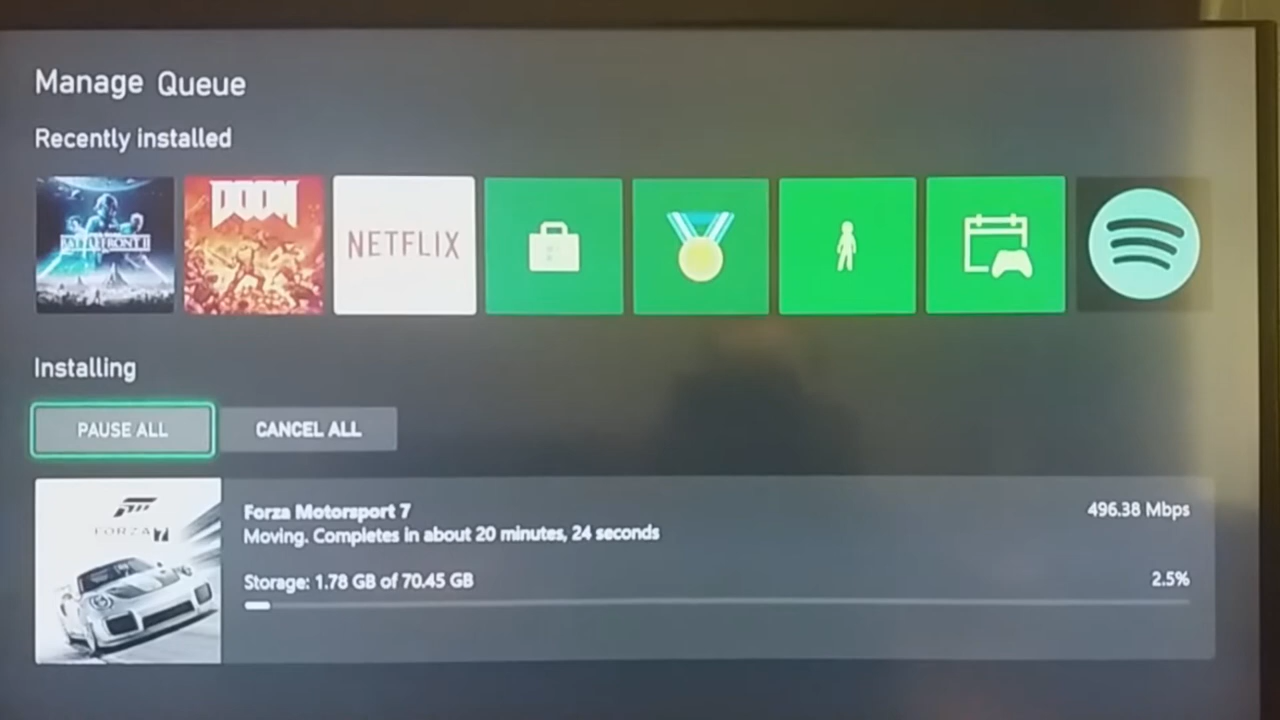 Manage Queue
Recently installed
BATTLEFRONT II
DOOM
NETFLIX
Installing
PAUSE ALL
CANCEL ALL
FORZA 7
Forza Motorsport 7
496.38 Mbps
Moving. Completes in about 20 minutes, 24 seconds
Storage: 1.78 GB of 70.45 GB
2.5%